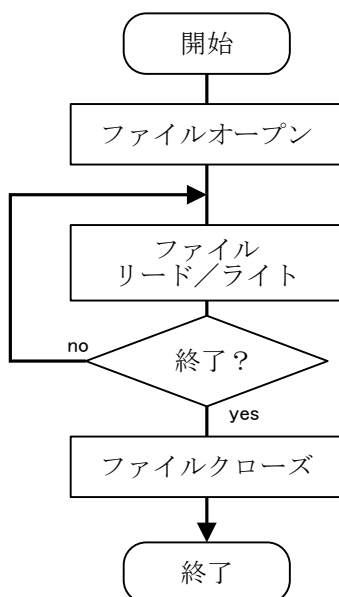 開始
ファイルオープン
ファイル
リード／ライト
no
終了？
yes
ファイルクローズ
終了